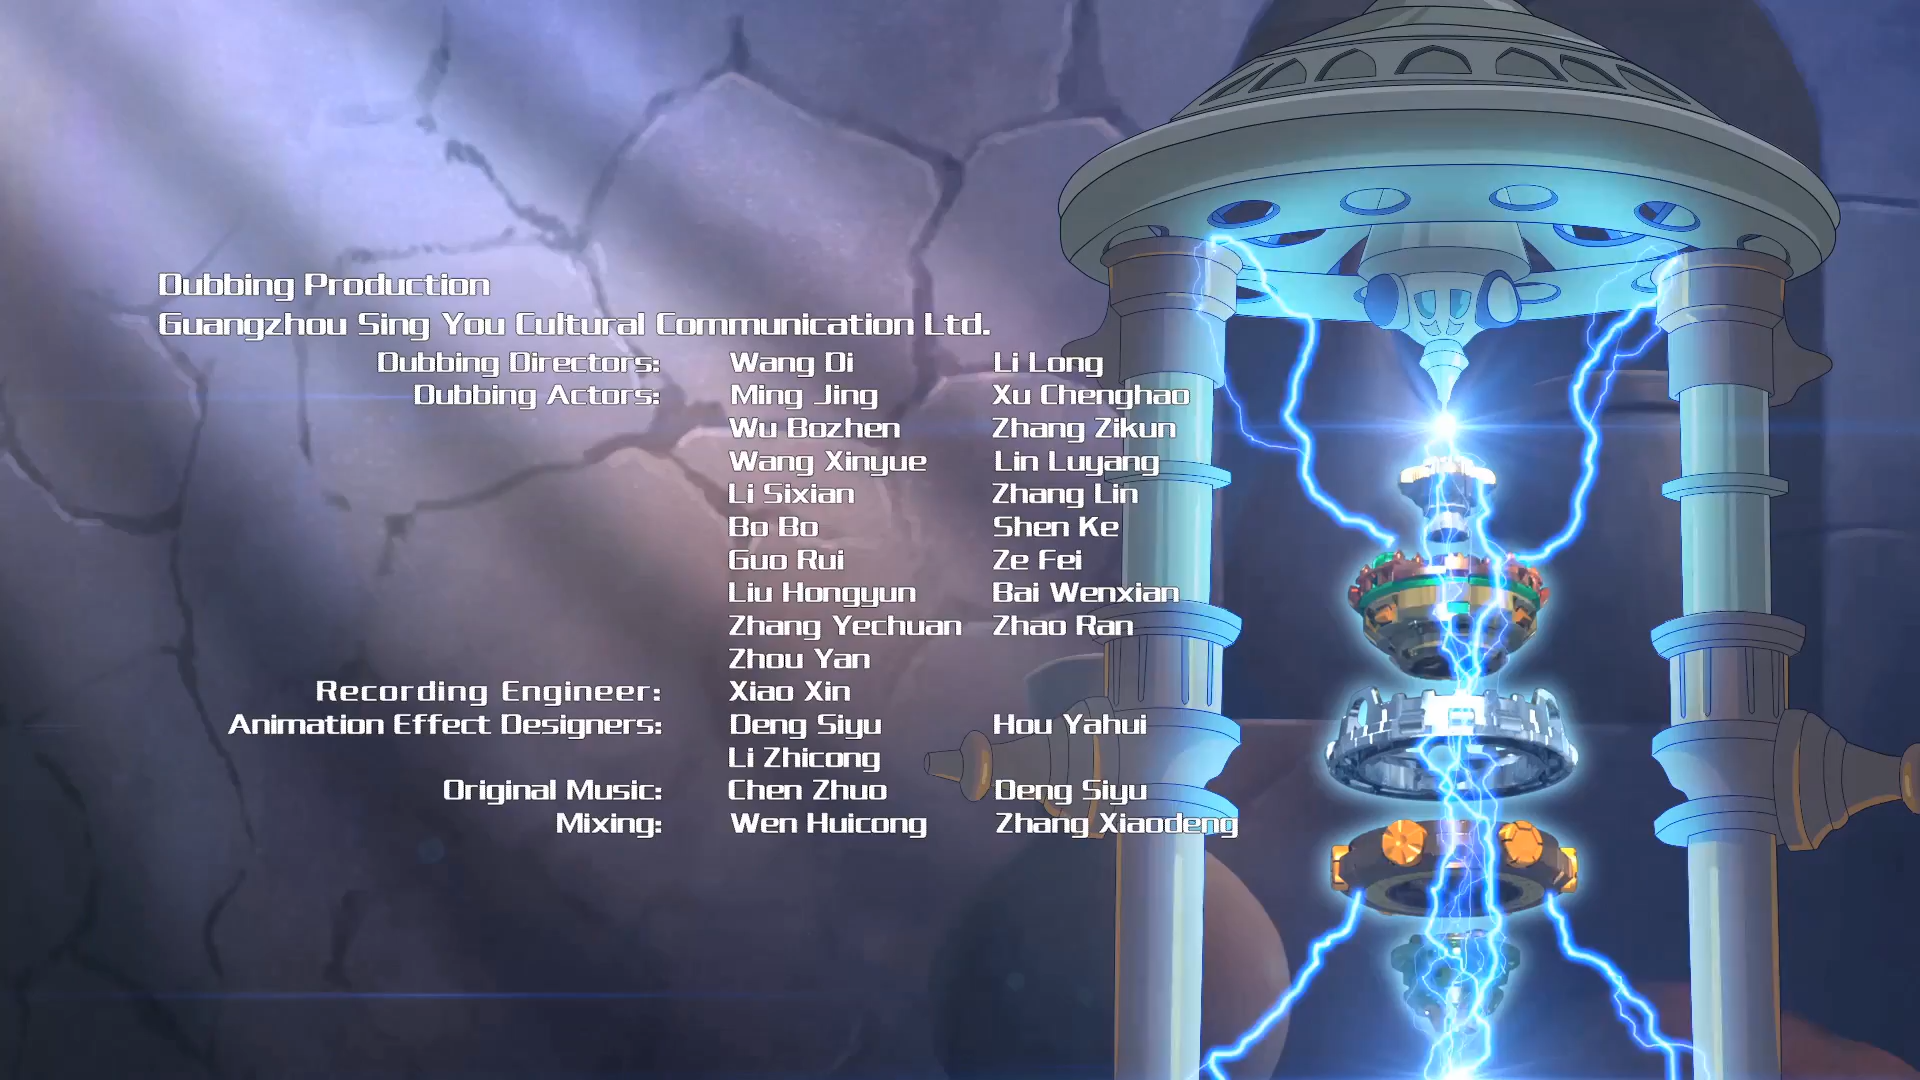 Dubbing Production
Guangzhou Sing You Cultural Communication Ltd.
Dubbing Directors: Wang Di Li Long
Dubbing Actors: Ming Jing Xu Chenghao
Wu Bozhen Zhang Zikun
Wang Xinyue Lin Luyang
Li Sixian Zhang Lin
Bo Bo Shen Ke
Guo Rui Ze Fei
Liu Hongyun Bai Wenxian
Zhang Yechuan Zhao Ran
Zhou Yan
Recording Engineer: Xiao Xin
Animation Effect Designers: Deng Siyu Hou Yahui
Li Zhicong
Original Music: Chen Zhuo Deng Siyu
Mixing: Wen Huicong Zhang Xiaodeng